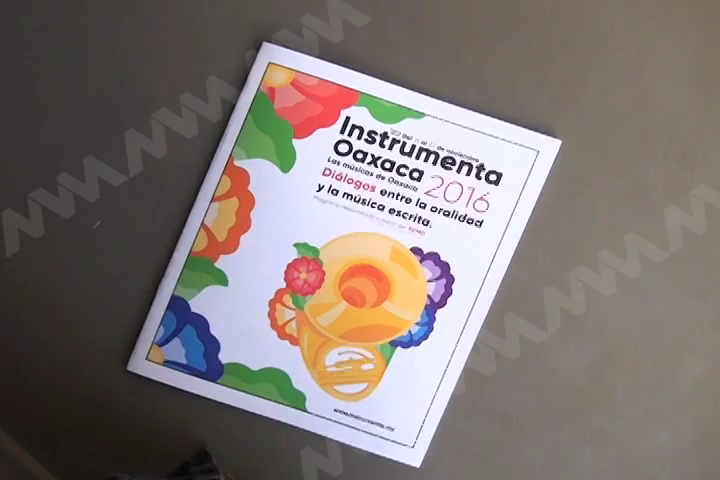 Instrumenta
Oaxaca 2016
Las músicas de Oaxaca
Diálogos entre la oralidad
y la música escrita.